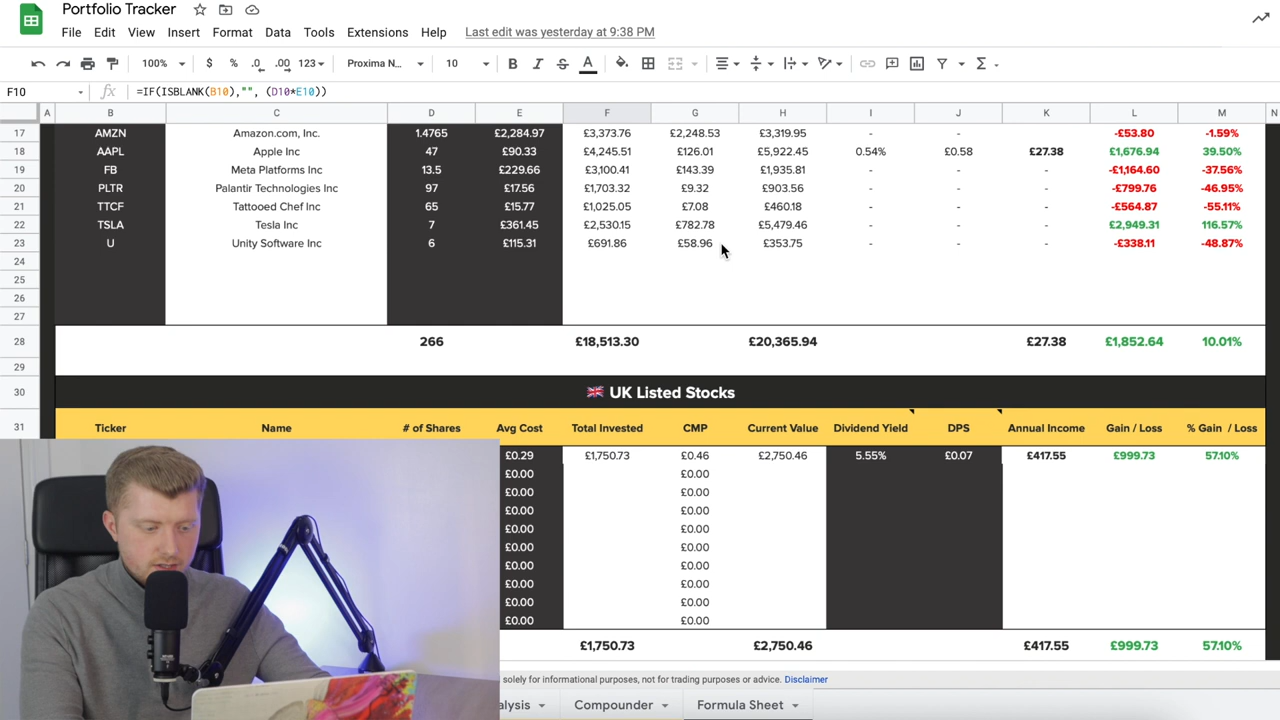 Portfolio Tracker
File Edit View Insert Format Data Tools Extensions Help Last edit was yesterday at 9:38 PM
100% $ % .0 .00 123 Proxima N... 10 B I S A
F10 fx =IF(ISBLANK(B10),"", (D10*E10))
A B C D E F G H I J K L M N
17 AMZN Amazon.com, Inc. 1.4765 £2,284.97 £3,373.76 £2,248.53 £3,319.95 - - - -£53.80 -1.59%
18 AAPL Apple Inc 47 £90.33 £4,245.51 £126.01 £5,922.45 0.54% £0.58 £27.38 £1,676.94 39.50%
19 FB Meta Platforms Inc 13.5 £229.66 £3,100.41 £143.39 £1,935.81 - - - -£1,164.60 -37.56%
20 PLTR Palantir Technologies Inc 97 £17.56 £1,703.32 £9.32 £903.56 - - - -£799.76 -46.95%
21 TTCF Tattooed Chef Inc 65 £15.77 £1,025.05 £7.08 £460.18 - - - -£564.87 -55.11%
22 TSLA Tesla Inc 7 £361.45 £2,530.15 £782.78 £5,479.46 - - - £2,949.31 116.57%
23 U Unity Software Inc 6 £115.31 £691.86 £58.96 £353.75 - - - -£338.11 -48.87%
24
25
26
27
28 266 £18,513.30 £20,365.94 £27.38 £1,852.64 10.01%
29
30 🇬🇧 UK Listed Stocks
31 Ticker Name # of Shares Avg Cost Total Invested CMP Current Value Dividend Yield DPS Annual Income Gain / Loss % Gain / Loss
£0.29 £1,750.73 £0.46 £2,750.46 5.55% £0.07 £417.55 £999.73 57.10%
£0.00 £0.00
£0.00 £0.00
£0.00 £0.00
£0.00 £0.00
£0.00 £0.00
£0.00 £0.00
£0.00 £0.00
£0.00 £0.00
£0.00 £0.00
£1,750.73 £2,750.46 £417.55 £999.73 57.10%
solely for informational purposes, not for trading purposes or advice. Disclaimer
alysis Compounder Formula Sheet